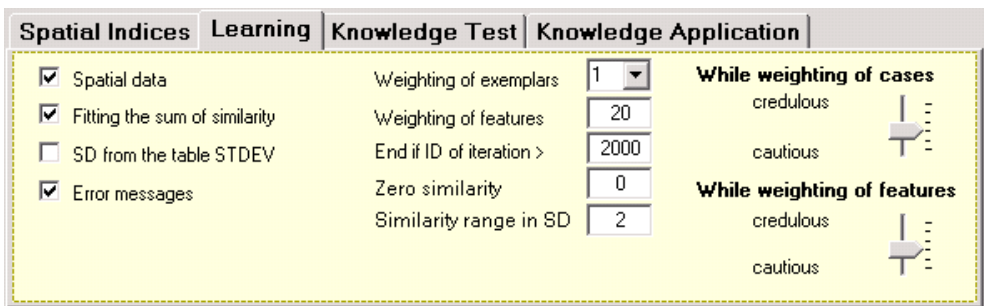 Spatial Indices Learning Knowledge Test Knowledge Application
Spatial data
Fitting the sum of similarity
SD from the table STDEV
Error messages
Weighting of exemplars 1
Weighting of features 20
End if ID of iteration > 2000
Zero similarity 0
Similarity range in SD 2
While weighting of cases
credulous
cautious
While weighting of features
credulous
cautious